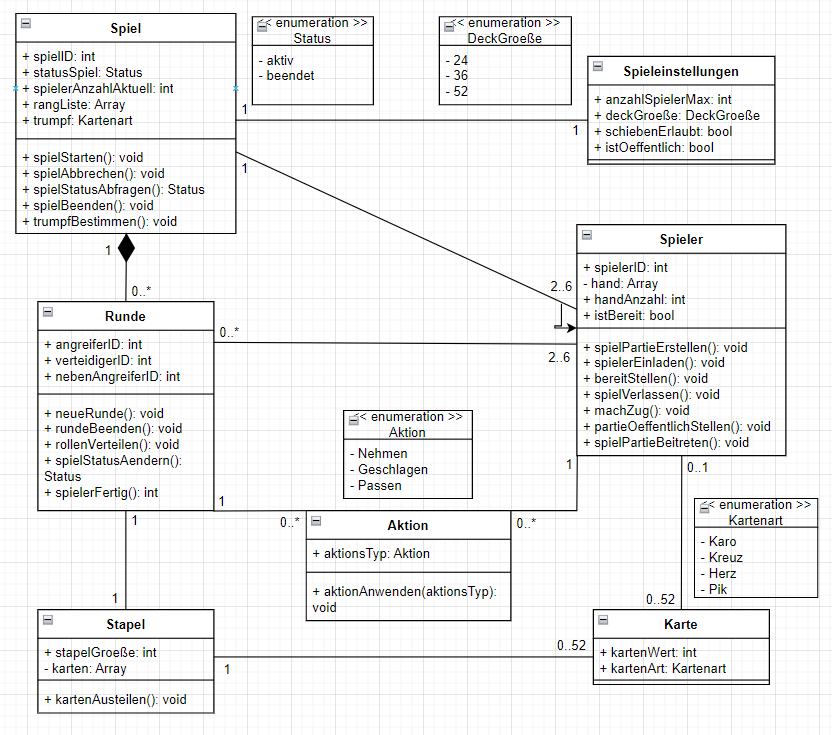 Spiel
+ spielID: int
+ statusSpiel: Status
+ spielerAnzahlAktuell: int
+ rangListe: Array
+ trumpf: Kartenart
+ spielStarten(): void
+ spielAbbrechen(): void
+ spielStatusAbfragen(): Status
+ spielBeenden(): void
+ trumpfBestimmen(): void
< enumeration >>
Status
- aktiv
- beendet
< enumeration >>
DeckGroeße
- 24
- 36
- 52
Spieleinstellungen
+ anzahlSpielerMax: int
+ deckGroeße: DeckGroeße
+ schiebenErlaubt: bool
+ istOeffentlich: bool
1
1
1
2..6
1
0..*
Spieler
+ spielerID: int
- hand: Array
+ handAnzahl: int
+ istBereit: bool
+ spielPartieErstellen(): void
+ spielerEinladen(): void
+ bereitStellen(): void
+ spielVerlassen(): void
+ machZug(): void
+ partieOeffentlichStellen(): void
+ spielPartieBeitreten(): void
Runde
+ angreiferID: int
+ verteidigerID: int
+ nebenAngreiferID: int
+ neueRunde(): void
+ rundeBeenden(): void
+ rollenVerteilen(): void
+ spielStatusAendern():
Status
+ spielerFertig(): int
0..*
2..6
< enumeration >>
Aktion
- Nehmen
- Geschlagen
- Passen
1
0..*
0..*
1
Aktion
+ aktionsTyp: Aktion
+ aktionAnwenden(aktionsTyp):
void
0..1
0..52
< enumeration >>
Kartenart
- Karo
- Kreuz
- Herz
- Pik
1
1
Stapel
+ stapelGroeße: int
- karten: Array
+ kartenAusteilen(): void
1
0..52
Karte
+ kartenWert: int
+ kartenArt: Kartenart